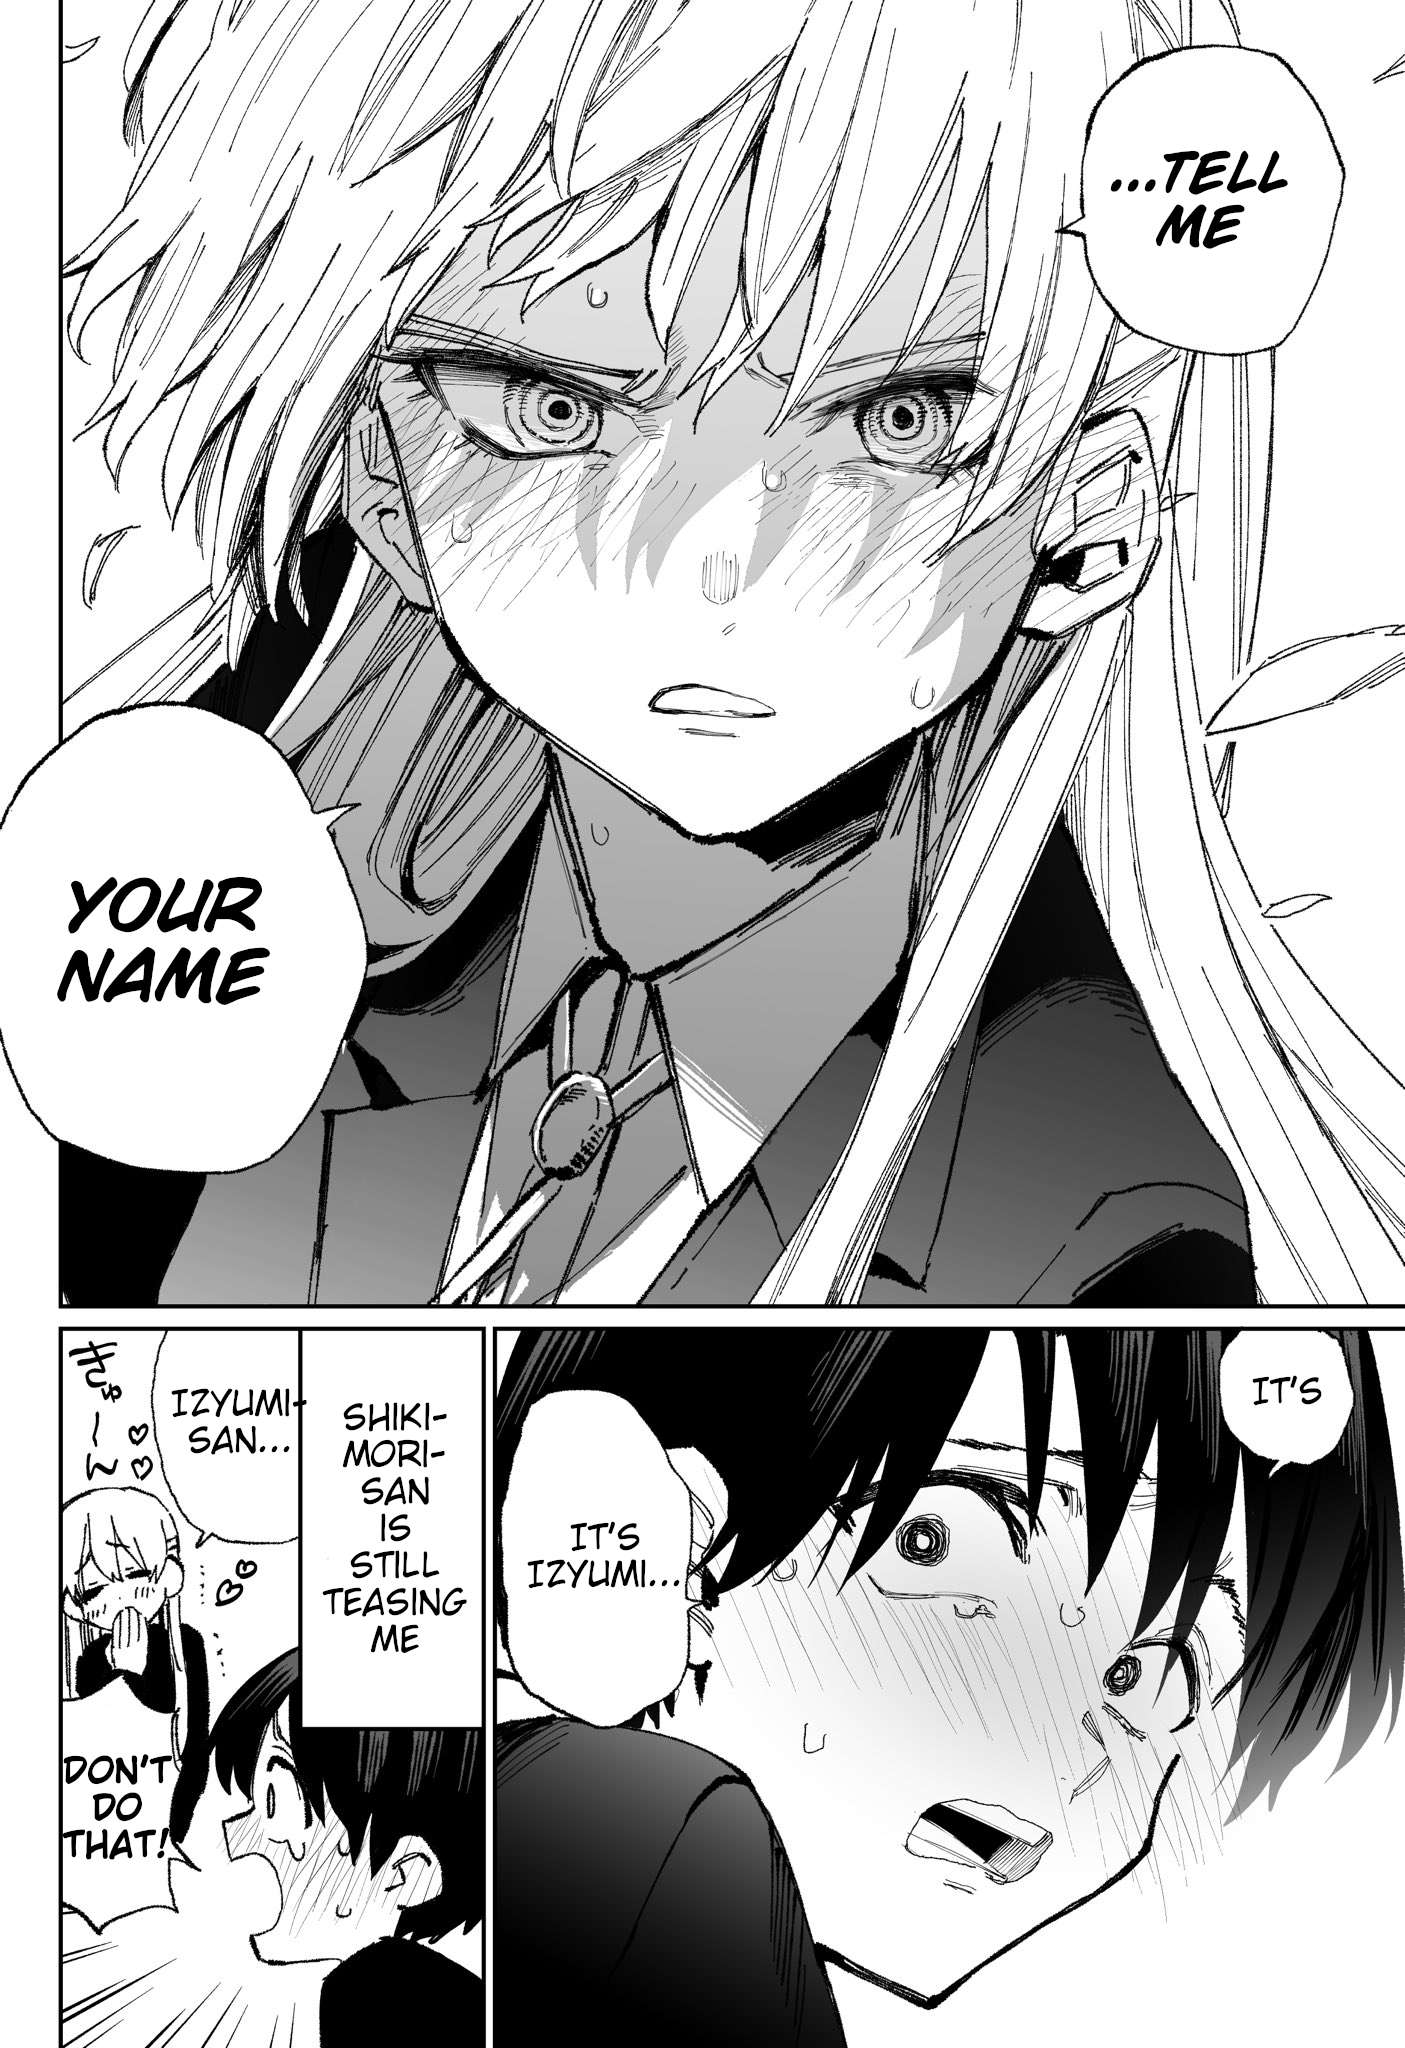 ...TELL
ME
YOUR
NAME
IT'S
IT'S
IZYUMI...
SHIKI-
MORI-
SAN
IS
STILL
TEASING
ME
IZYUMI-
SAN...
きゅ～ん
DON'T
DO
THAT!